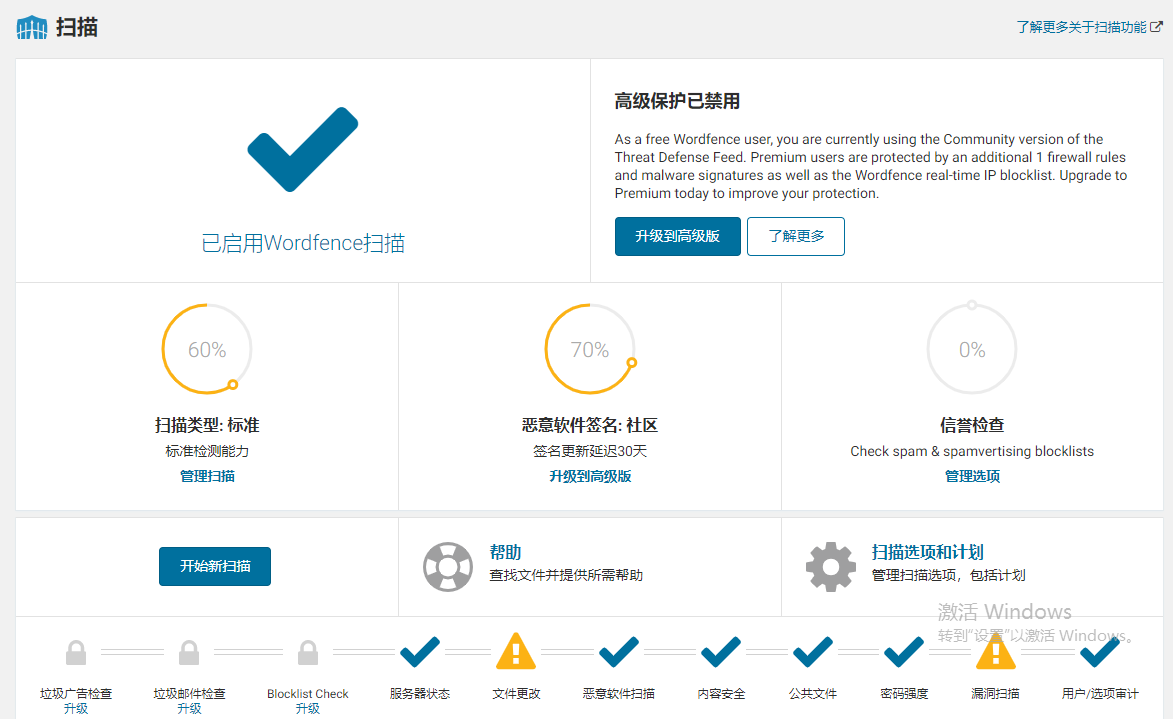 扫描
了解更多关于扫描功能
已启用Wordfence扫描
高级保护已禁用
As a free Wordfence user, you are currently using the Community version of the
Threat Defense Feed. Premium users are protected by an additional 1 firewall rules
and malware signatures as well as the Wordfence real-time IP blocklist. Upgrade to
Premium today to improve your protection.
升级到高级版
了解更多
60%
扫描类型: 标准
标准检测能力
管理扫描
70%
恶意软件签名: 社区
签名更新延迟30天
升级到高级版
0%
信誉检查
Check spam & spamvertising blocklists
管理选项
开始新扫描
帮助
查找文件并提供所需帮助
扫描选项和计划
管理扫描选项，包括计划
激活 Windows
转到"设置"以激活 Windows。
垃圾广告检查
升级
垃圾邮件检查
升级
Blocklist Check
升级
服务器状态
文件更改
恶意软件扫描
内容安全
公共文件
密码强度
漏洞扫描
用户/选项审计